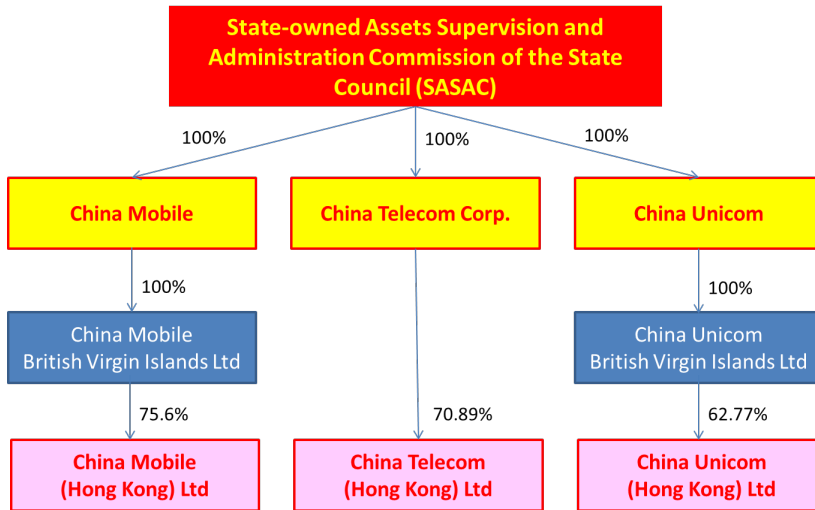 State-owned Assets Supervision and
Administration Commission of the State
Council (SASAC)
100%
100%
100%
China Mobile
China Telecom Corp.
China Unicom
100%
100%
China Mobile
British Virgin Islands Ltd
China Unicom
British Virgin Islands Ltd
75.6%
70.89%
62.77%
China Mobile
(Hong Kong) Ltd
China Telecom
(Hong Kong) Ltd
China Unicom
(Hong Kong) Ltd